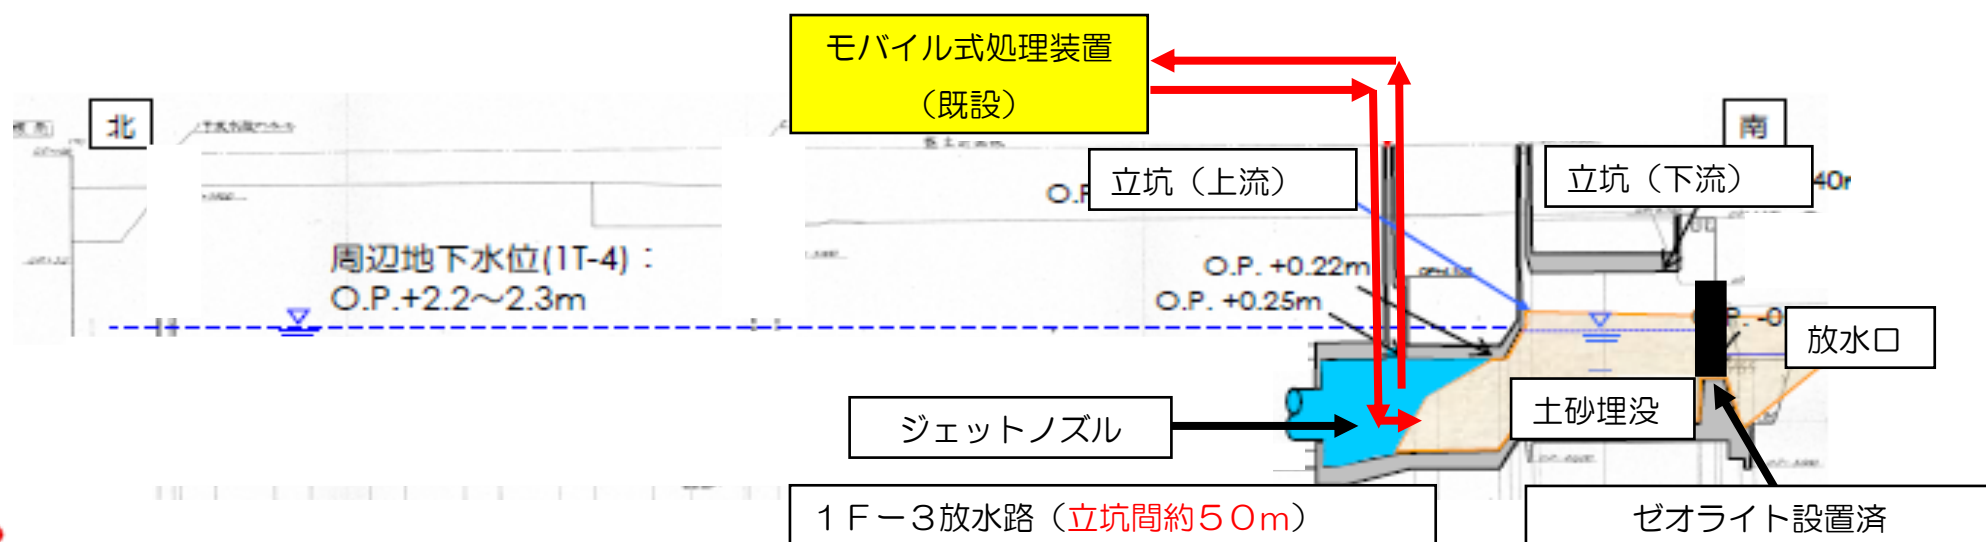 モバイル式処理装置
（既設）
北
南
立坑（上流）
立坑（下流）
O.P
40m
周辺地下水位(1T-4)：
O.P.+2.2～2.3m
O.P. +0.22m
O.P. +0.25m
放水口
土砂埋没
ジェットノズル
１Ｆ－３放水路（立坑間約５０ｍ）
ゼオライト設置済